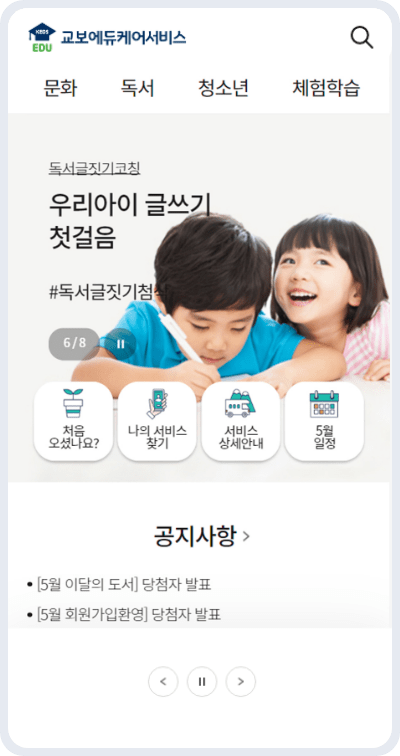 KEDS
EDU 교보에듀케어서비스
문화 독서 청소년 체험학습
독서글짓기코칭
우리아이 글쓰기
첫걸음
#독서글짓기첨삭
6/8
처음
오셨나요?
나의 서비스
찾기
서비스
상세안내
5월
일정
공지사항 >
• [5월 이달의 도서] 당첨자 발표
• [5월 회원가입환영] 당첨자 발표